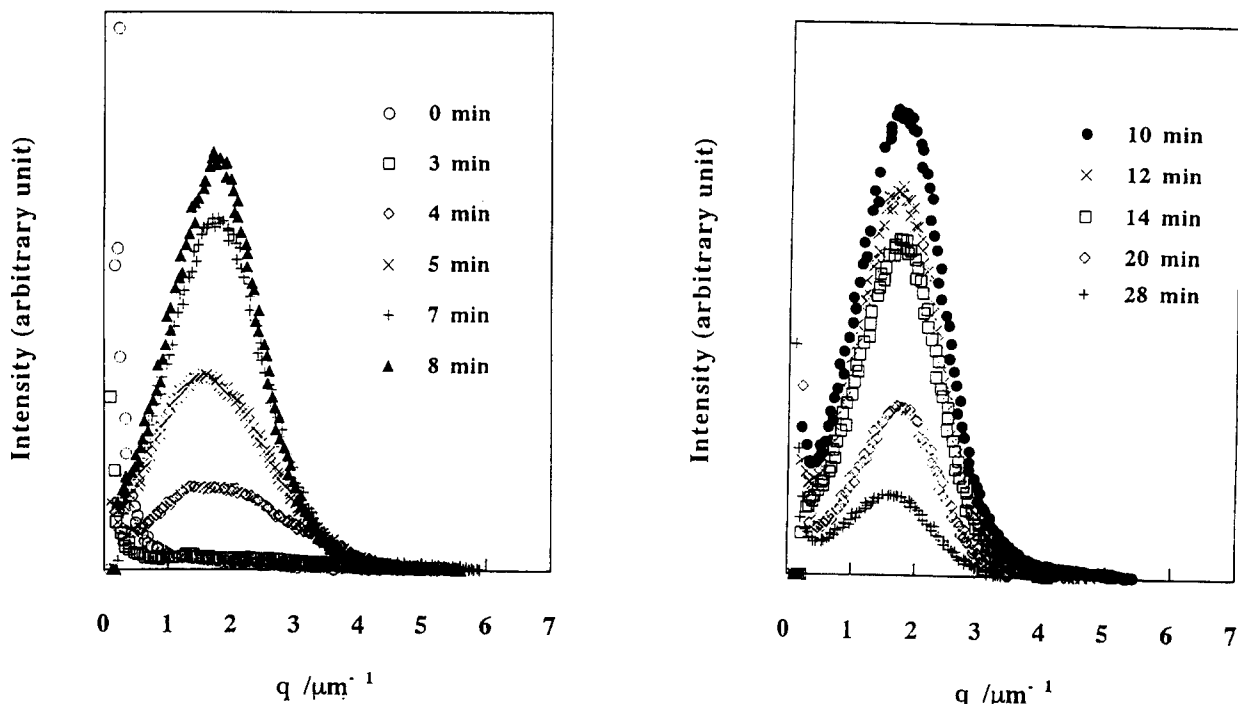 Intensity (arbitrary unit)
0 min
3 min
4 min
5 min
7 min
8 min
0 1 2 3 4 5 6 7
q /μm⁻¹
Intensity (arbitrary unit)
10 min
12 min
14 min
20 min
28 min
0 1 2 3 4 5 6 7
q /μm⁻¹